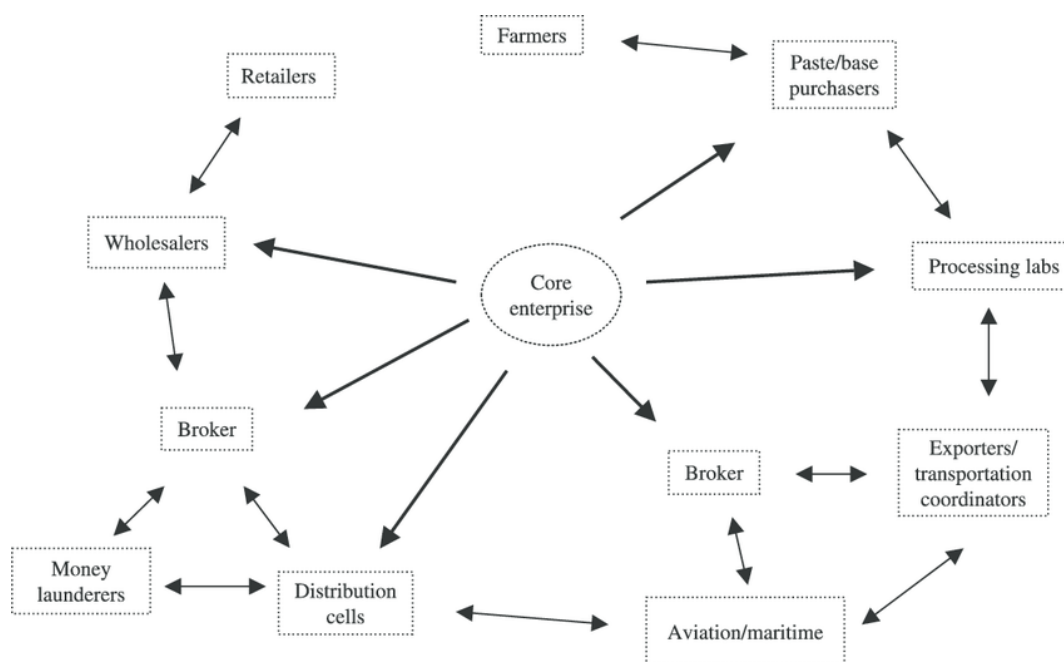 Farmers
Paste/base
purchasers
Retailers
Wholesalers
Core
enterprise
Processing labs
Broker
Broker
Exporters/
transportation
coordinators
Money
launderers
Distribution
cells
Aviation/maritime